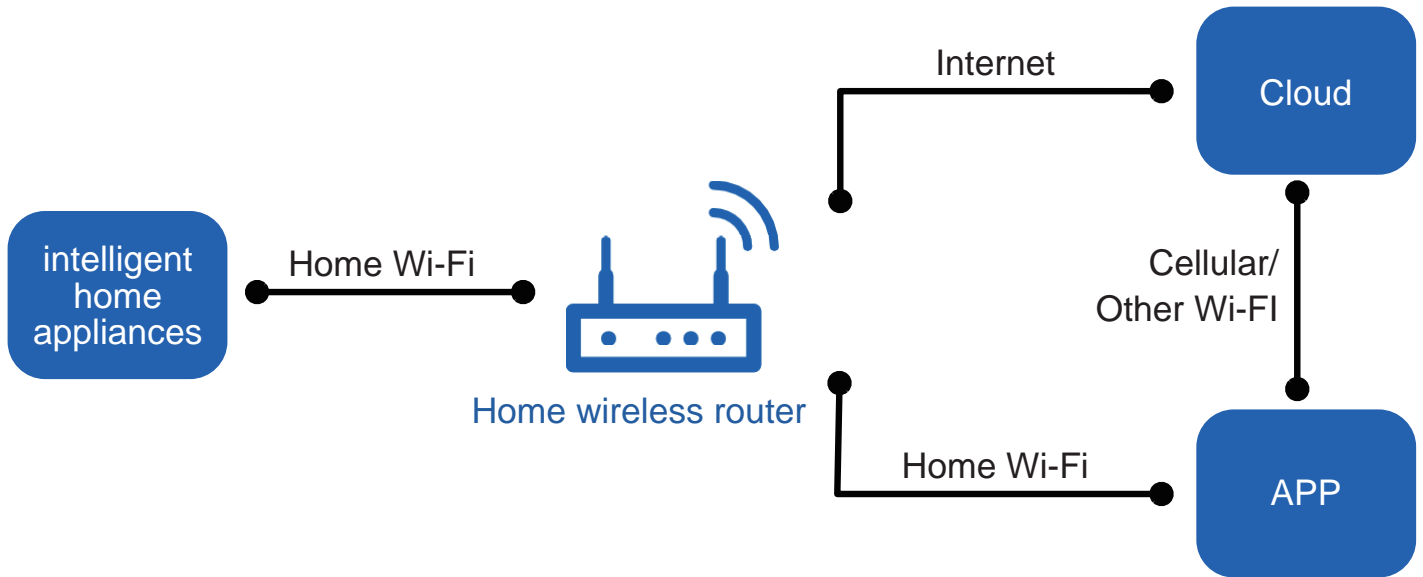 Internet
Cloud
intelligent
home
appliances
Home Wi-Fi
Cellular/
Other Wi-FI
Home wireless router
Home Wi-Fi
APP